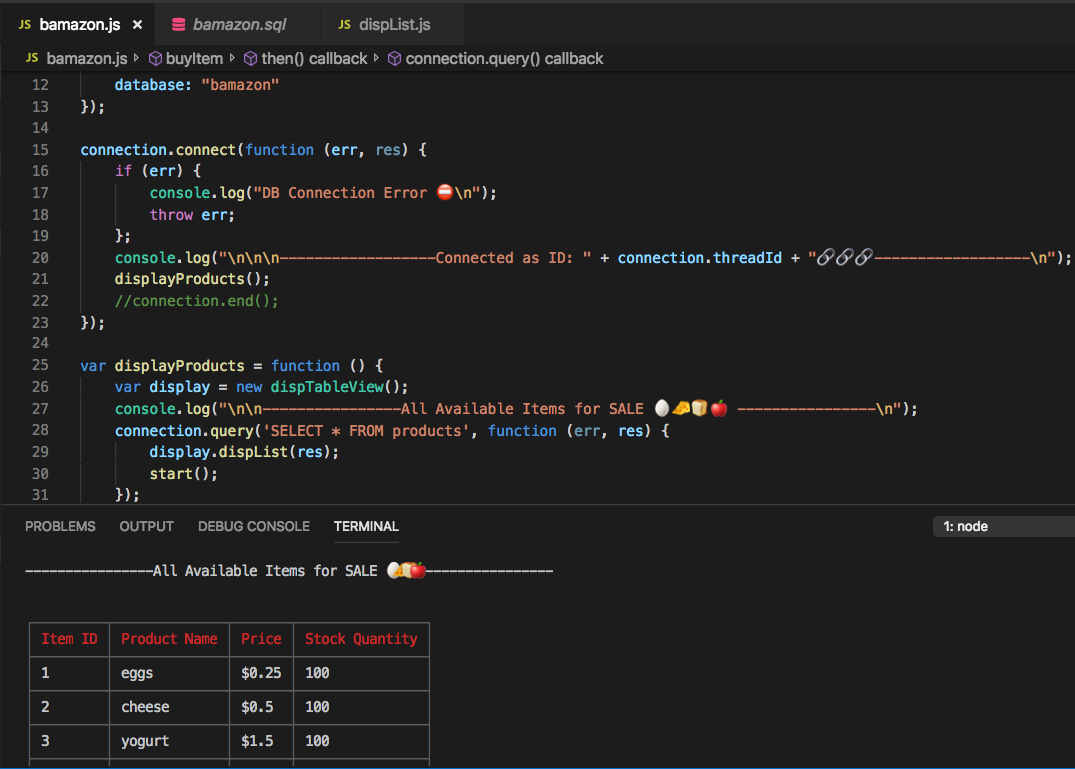 JS bamazon.js × bamazon.sql JS dispList.js
JS bamazon.js › buyItem › then() callback › connection.query() callback
12 database: "bamazon"
13 });
14
15 connection.connect(function (err, res) {
16 if (err) {
17 console.log("DB Connection Error ⛔\n");
18 throw err;
19 };
20 console.log("\n\n\n------------------Connected as ID: " + connection.threadId + "🔗🔗🔗------------------\n");
21 displayProducts();
22 //connection.end();
23 });
24
25 var displayProducts = function () {
26 var display = new dispTableView();
27 console.log("\n\n----------------All Available Items for SALE 🥚🧀🍞🍎 ----------------\n");
28 connection.query('SELECT * FROM products', function (err, res) {
29 display.dispList(res);
30 start();
31 });
PROBLEMS OUTPUT DEBUG CONSOLE TERMINAL 1: node
----------------All Available Items for SALE 🥚🧀🍞🍎----------------
Item ID Product Name Price Stock Quantity
1 eggs $0.25 100
2 cheese $0.5 100
3 yogurt $1.5 100